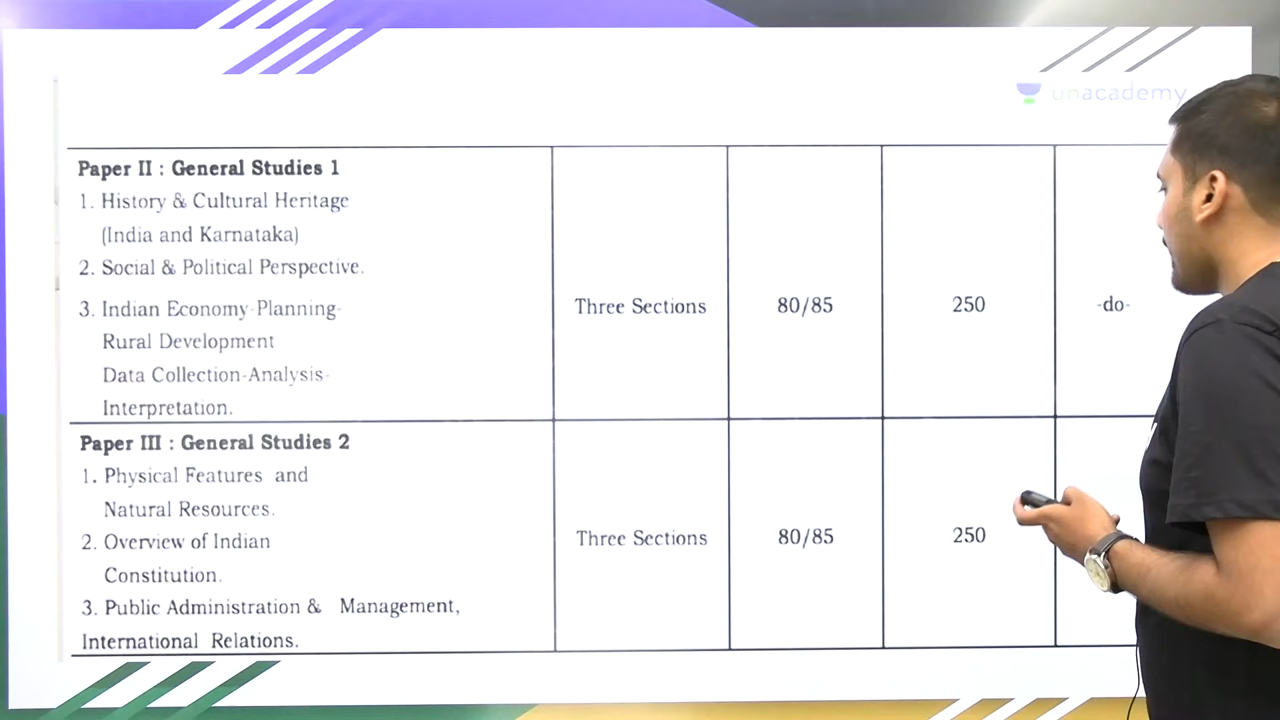 unacademy
Paper II : General Studies 1
1. History & Cultural Heritage
(India and Karnataka)
2. Social & Political Perspective.
3. Indian Economy-Planning-
Rural Development
Data Collection-Analysis-
Interpretation.
Three Sections
80/85
250
-do-
Paper III : General Studies 2
1. Physical Features and
Natural Resources.
2. Overview of Indian
Constitution.
3. Public Administration & Management,
International Relations.
Three Sections
80/85
250